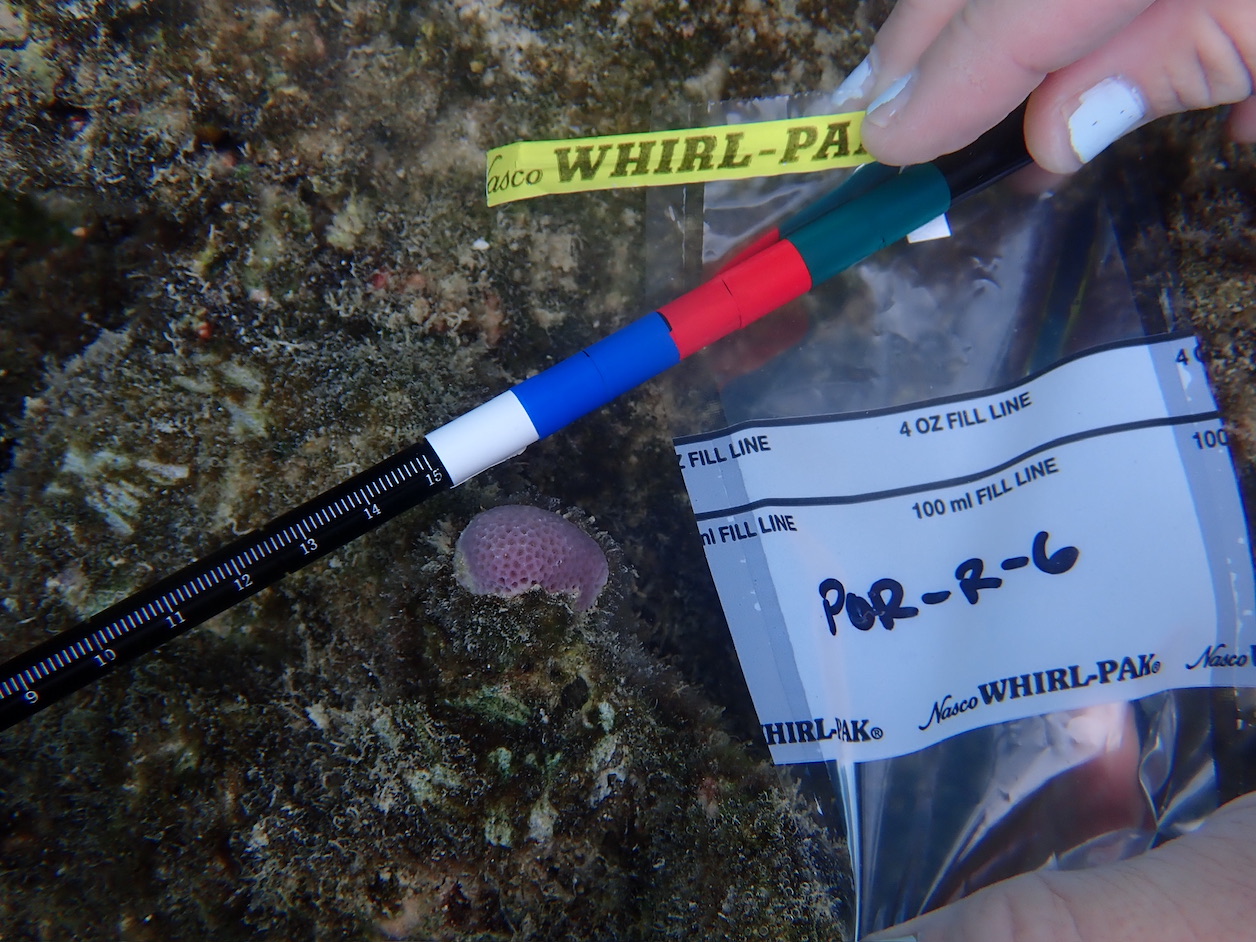 Nasco WHIRL-PA
4 OZ FILL LINE
Z FILL LINE
4 O
100 ml FILL LINE
ml FILL LINE
100
POR-R-6
Nasco WHIRL-PAK®
Nasco W
HIRL-PAK®
15
14
13
12
11
10
9